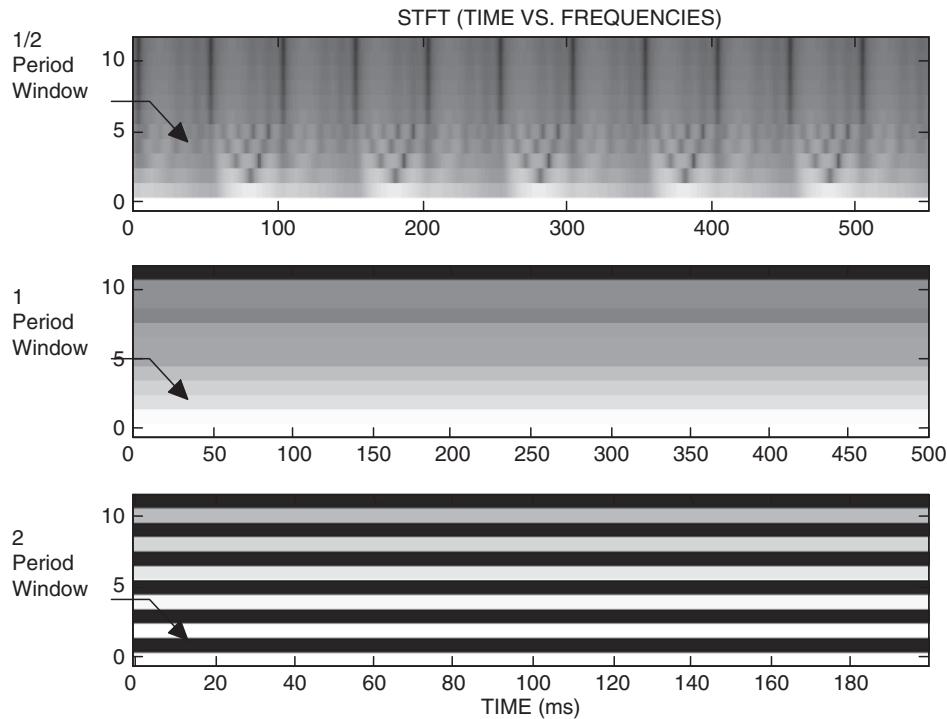 STFT (TIME VS. FREQUENCIES)
1/2
Period
Window
10
5
0
0 100 200 300 400 500
1
Period
Window
10
5
0
0 50 100 150 200 250 300 350 400 450 500
2
Period
Window
10
5
0
0 20 40 60 80 100 120 140 160 180
TIME (ms)